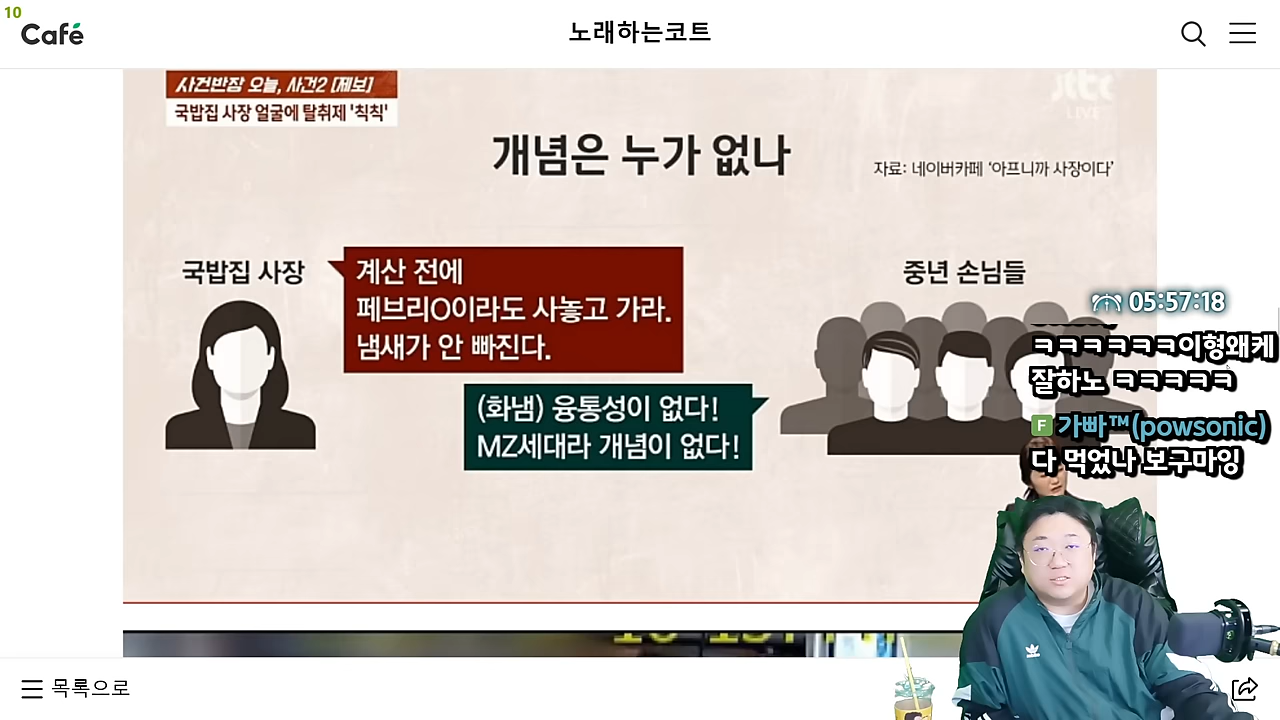 10
Café
노래하는코트
사건반장 오늘, 사건2 [제보]
국밥집 사장 얼굴에 탈취제 '칙칙'
jtbc
LIVE
개념은 누가 없나
자료: 네이버카페 '아프니까 사장이다'
국밥집 사장
계산 전에
페브리O이라도 사놓고 가라.
냄새가 안 빠진다.
중년 손님들
(화냄) 융통성이 없다!
MZ세대라 개념이 없다!
05:57:18
ㅋㅋㅋㅋㅋㅋ이형왜케
잘하노 ㅋㅋㅋㅋㅋ
F 가빠™(powsonic)
다 먹었나 보구마잉
목록으로